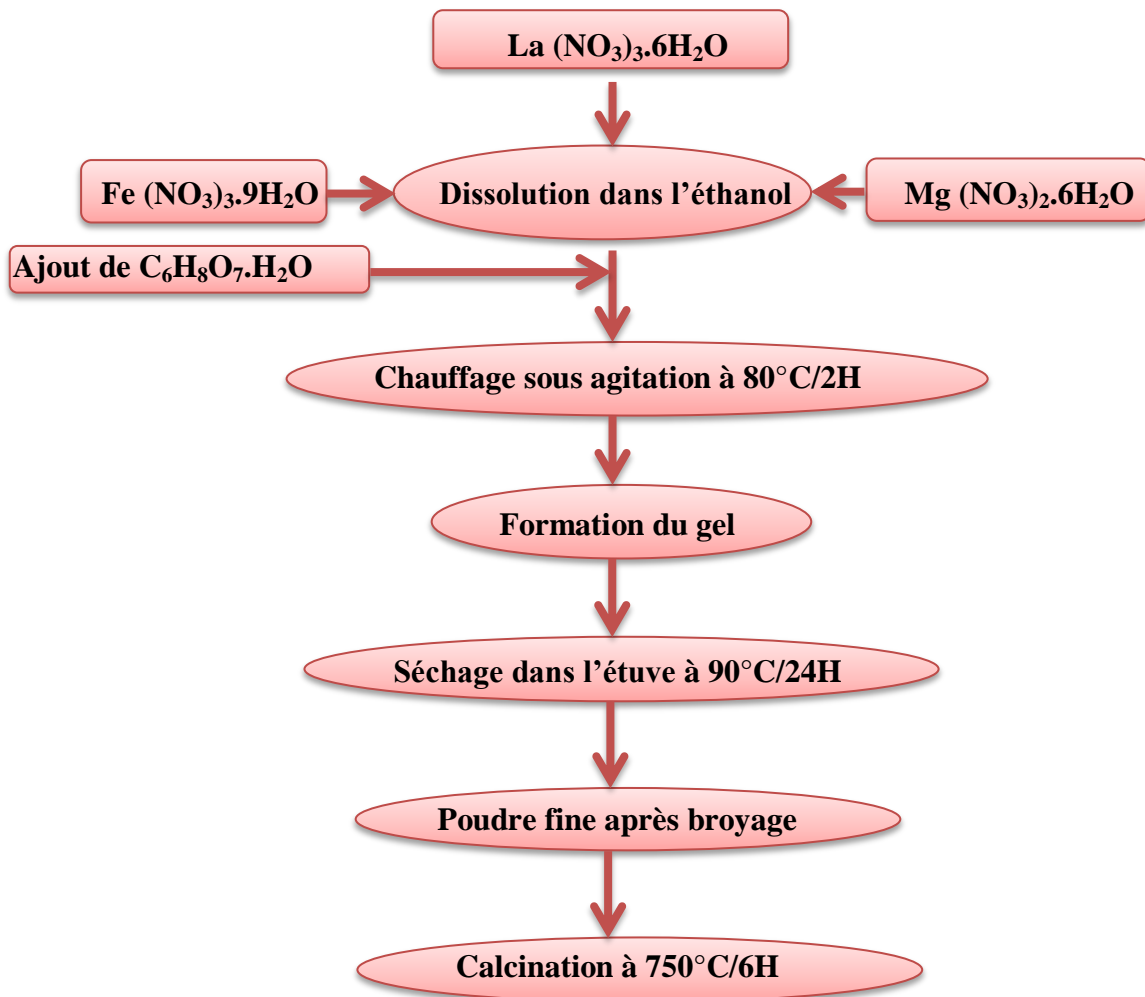 La (NO₃)₃.6H₂O
Fe (NO₃)₃.9H₂O
Dissolution dans l’éthanol
Mg (NO₃)₂.6H₂O
Ajout de C₆H₈O₇.H₂O
Chauffage sous agitation à 80°C/2H
Formation du gel
Séchage dans l’étuve à 90°C/24H
Poudre fine après broyage
Calcination à 750°C/6H